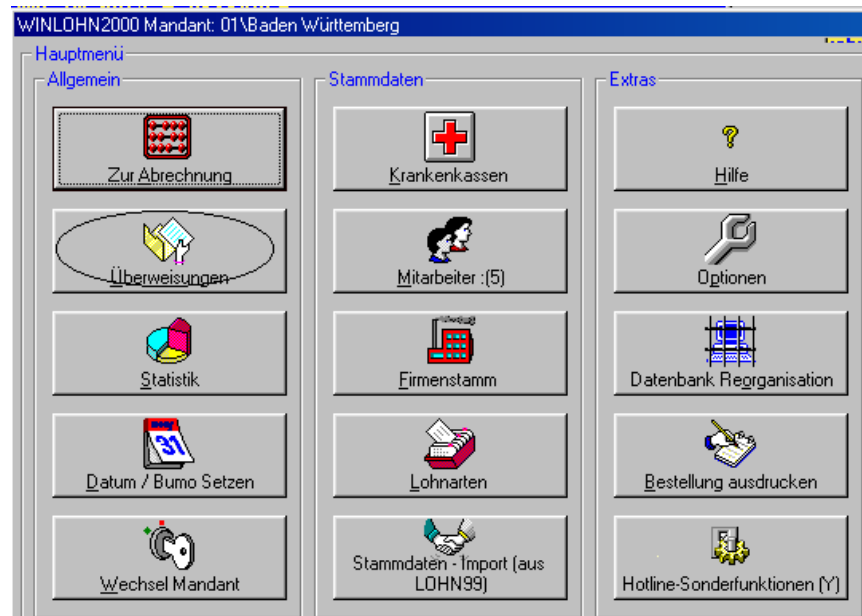 WINLOHN2000 Mandant: 01\Baden Württemberg
Hauptmenü
Allgemein
Zur Abrechnung
Überweisungen
Statistik
31
Datum / Bumo Setzen
Wechsel Mandant
Stammdaten
Krankenkassen
Mitarbeiter :(5)
Firmenstamm
Lohnarten
Stammdaten - Import (aus
LOHN99)
Extras
Hilfe
Optionen
Datenbank Reorganisation
Bestellung ausdrucken
Hotline-Sonderfunktionen (Y)